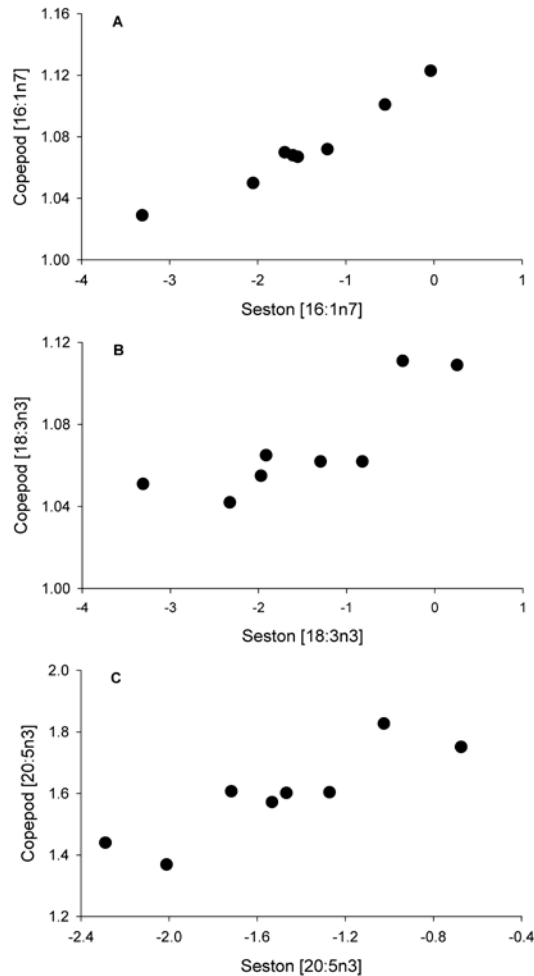 A
1.16
1.12
1.08
1.04
1.00
Copepod [16:1n7]
-4 -3 -2 -1 0 1
Seston [16:1n7]
B
1.12
1.08
1.04
1.00
Copepod [18:3n3]
-4 -3 -2 -1 0 1
Seston [18:3n3]
C
2.0
1.8
1.6
1.4
1.2
Copepod [20:5n3]
-2.4 -2.0 -1.6 -1.2 -0.8 -0.4
Seston [20:5n3]